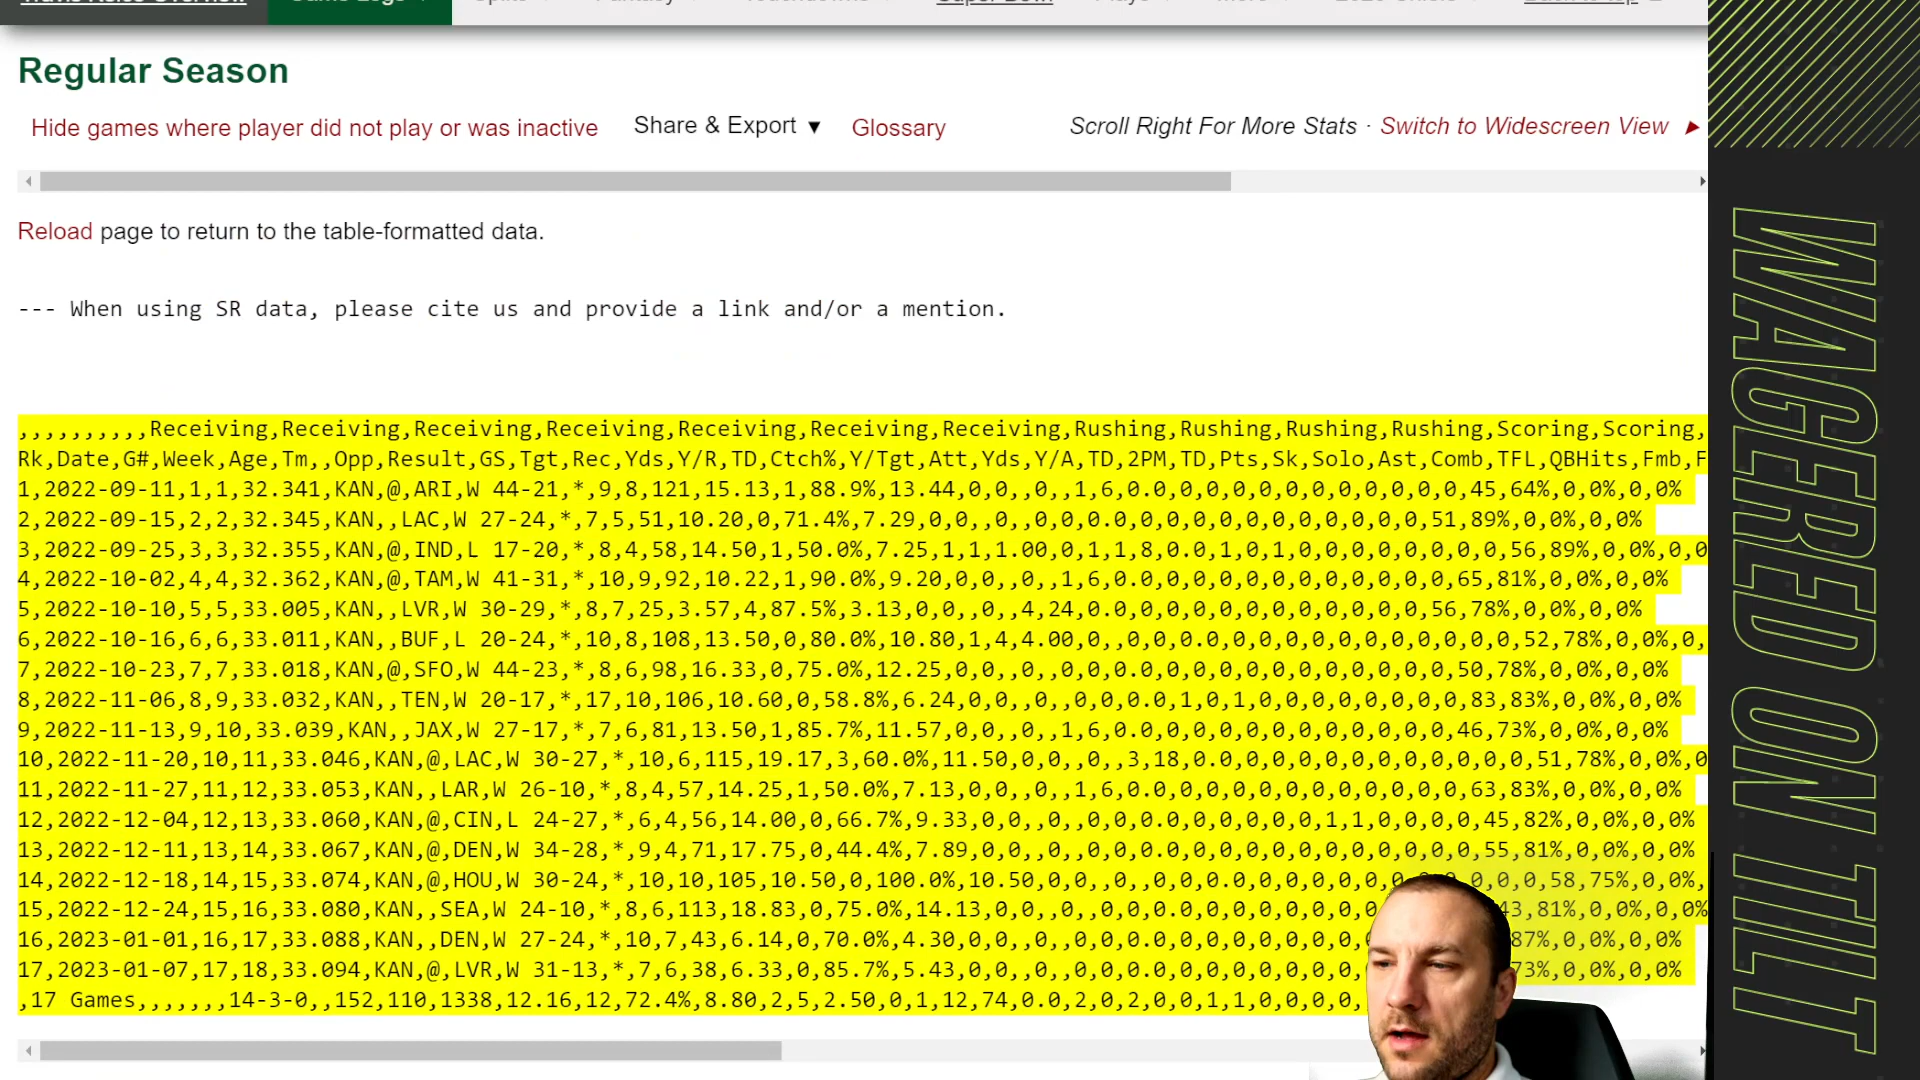 Regular Season
Hide games where player did not play or was inactive Share & Export ▼ Glossary Scroll Right For More Stats · Switch to Widescreen View ►
Reload page to return to the table-formatted data.
--- When using SR data, please cite us and provide a link and/or a mention.
,,,,,,,,,,Receiving,Receiving,Receiving,Receiving,Receiving,Receiving,Receiving,Rushing,Rushing,Rushing,Rushing,Scoring,Scoring,
Rk,Date,G#,Week,Age,Tm,,Opp,Result,GS,Tgt,Rec,Yds,Y/R,TD,Ctch%,Y/Tgt,Att,Yds,Y/A,TD,2PM,TD,Pts,Sk,Solo,Ast,Comb,TFL,QBHits,Fmb,F
1,2022-09-11,1,1,32.341,KAN,@,ARI,W 44-21,*,9,8,121,15.13,1,88.9%,13.44,0,0,,0,,1,6,0.0,0,0,0,0,0,0,0,0,0,0,45,64%,0,0%,0,0%
2,2022-09-15,2,2,32.345,KAN,,LAC,W 27-24,*,7,5,51,10.20,0,71.4%,7.29,0,0,,0,,0,0,0.0,0,0,0,0,0,0,0,0,0,0,51,89%,0,0%,0,0%
3,2022-09-25,3,3,32.355,KAN,@,IND,L 17-20,*,8,4,58,14.50,1,50.0%,7.25,1,1,1.00,0,1,1,8,0.0,1,0,1,0,0,0,0,0,0,0,56,89%,0,0%,0,0
4,2022-10-02,4,4,32.362,KAN,@,TAM,W 41-31,*,10,9,92,10.22,1,90.0%,9.20,0,0,,0,,1,6,0.0,0,0,0,0,0,0,0,0,0,0,65,81%,0,0%,0,0%
5,2022-10-10,5,5,33.005,KAN,,LVR,W 30-29,*,8,7,25,3.57,4,87.5%,3.13,0,0,,0,,4,24,0.0,0,0,0,0,0,0,0,0,0,0,56,78%,0,0%,0,0%
6,2022-10-16,6,6,33.011,KAN,,BUF,L 20-24,*,10,8,108,13.50,0,80.0%,10.80,1,4,4.00,0,,0,0,0.0,0,0,0,0,0,0,0,0,0,0,52,78%,0,0%,0,
7,2022-10-23,7,7,33.018,KAN,@,SFO,W 44-23,*,8,6,98,16.33,0,75.0%,12.25,0,0,,0,,0,0,0.0,0,0,0,0,0,0,0,0,0,0,50,78%,0,0%,0,0%
8,2022-11-06,8,9,33.032,KAN,,TEN,W 20-17,*,17,10,106,10.60,0,58.8%,6.24,0,0,,0,,0,0,0.0,1,0,1,0,0,0,0,0,0,0,83,83%,0,0%,0,0%
9,2022-11-13,9,10,33.039,KAN,,JAX,W 27-17,*,7,6,81,13.50,1,85.7%,11.57,0,0,,0,,1,6,0.0,0,0,0,0,0,0,0,0,0,0,46,73%,0,0%,0,0%
10,2022-11-20,10,11,33.046,KAN,@,LAC,W 30-27,*,10,6,115,19.17,3,60.0%,11.50,0,0,,0,,3,18,0.0,0,0,0,0,0,0,0,0,0,0,51,78%,0,0%,0
11,2022-11-27,11,12,33.053,KAN,,LAR,W 26-10,*,8,4,57,14.25,1,50.0%,7.13,0,0,,0,,1,6,0.0,0,0,0,0,0,0,0,0,0,0,63,83%,0,0%,0,0%
12,2022-12-04,12,13,33.060,KAN,@,CIN,L 24-27,*,6,4,56,14.00,0,66.7%,9.33,0,0,,0,,0,0,0.0,0,0,0,0,0,1,1,0,0,0,45,82%,0,0%,0,0%
13,2022-12-11,13,14,33.067,KAN,@,DEN,W 34-28,*,9,4,71,17.75,0,44.4%,7.89,0,0,,0,,0,0,0.0,0,0,0,0,0,0,0,0,0,0,55,81%,0,0%,0,0%
14,2022-12-18,14,15,33.074,KAN,@,HOU,W 30-24,*,10,10,105,10.50,0,100.0%,10.50,0,0,,0,,0,0,0.0,0,0,0,0,0,0,0,0,0,0,58,75%,0,0%,
15,2022-12-24,15,16,33.080,KAN,,SEA,W 24-10,*,8,6,113,18.83,0,75.0%,14.13,0,0,,0,,0,0,0.0,0,0,0,0,0,0,0 43,81%,0,0%,0,0%
16,2023-01-01,16,17,33.088,KAN,,DEN,W 27-24,*,10,7,43,6.14,0,70.0%,4.30,0,0,,0,,0,0,0.0,0,0,0,0,0,0,0, 87%,0,0%,0,0%
17,2023-01-07,17,18,33.094,KAN,@,LVR,W 31-13,*,7,6,38,6.33,0,85.7%,5.43,0,0,,0,,0,0,0.0,0,0,0,0,0,0,0, 73%,0,0%,0,0%
,17 Games,,,,,,,14-3-0,,152,110,1338,12.16,12,72.4%,8.80,2,5,2.50,0,1,12,74,0.0,2,0,2,0,0,1,1,0,0,0,0,
WAGERED ON TILT